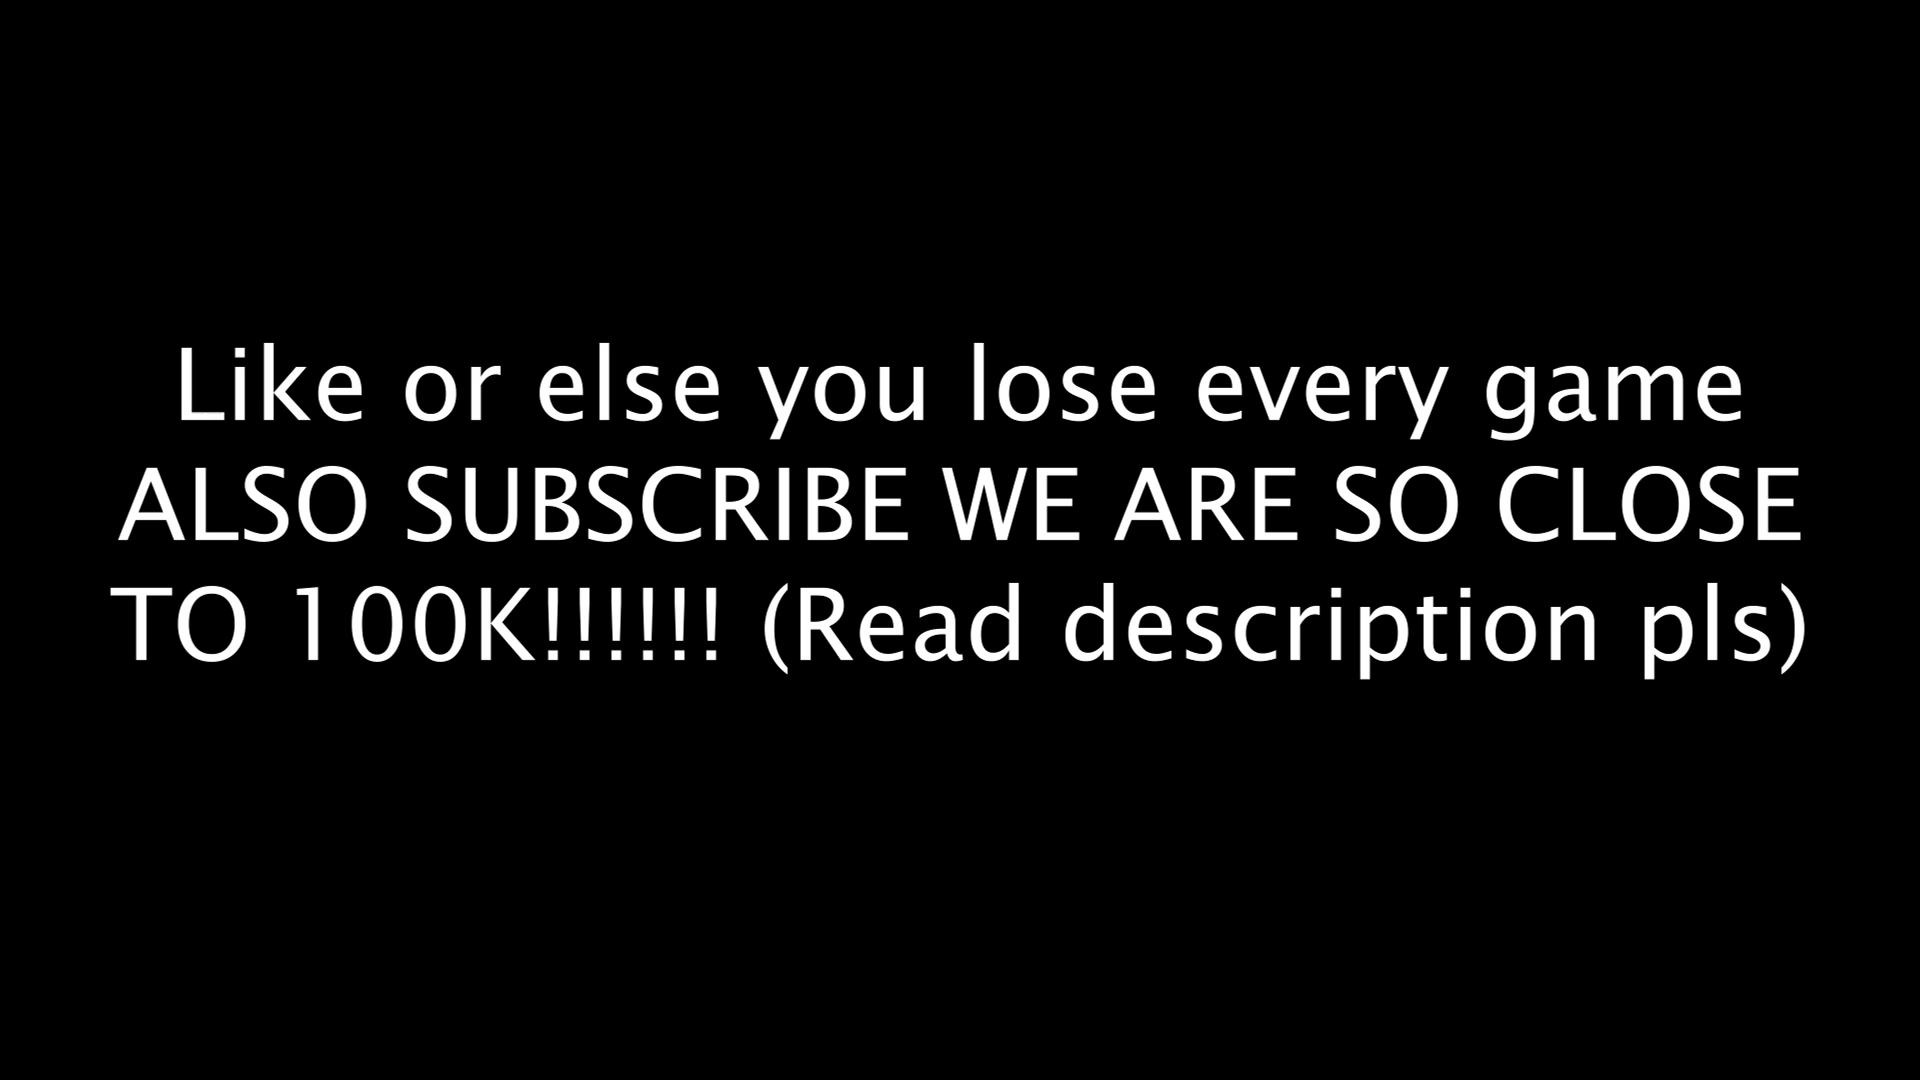 Like or else you lose every game
ALSO SUBSCRIBE WE ARE SO CLOSE
TO 100K!!!!!! (Read description pls)